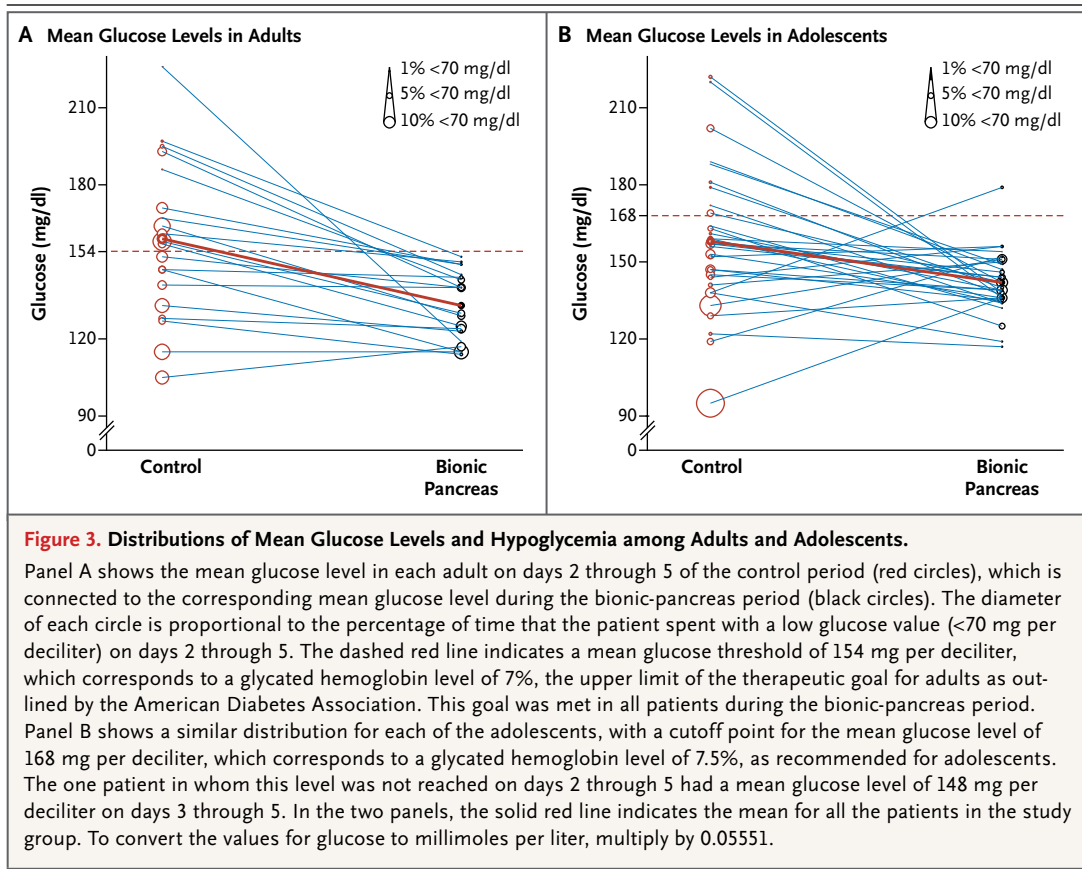 A Mean Glucose Levels in Adults
1% <70 mg/dl
5% <70 mg/dl
10% <70 mg/dl
Glucose (mg/dl)
210
180
154
120
90
0
Control
Bionic
Pancreas
B Mean Glucose Levels in Adolescents
1% <70 mg/dl
5% <70 mg/dl
10% <70 mg/dl
Glucose (mg/dl)
210
180
168
150
120
90
0
Control
Bionic
Pancreas
Figure 3. Distributions of Mean Glucose Levels and Hypoglycemia among Adults and Adolescents.
Panel A shows the mean glucose level in each adult on days 2 through 5 of the control period (red circles), which is
connected to the corresponding mean glucose level during the bionic-pancreas period (black circles). The diameter
of each circle is proportional to the percentage of time that the patient spent with a low glucose value (<70 mg per
deciliter) on days 2 through 5. The dashed red line indicates a mean glucose threshold of 154 mg per deciliter,
which corresponds to a glycated hemoglobin level of 7%, the upper limit of the therapeutic goal for adults as out-
lined by the American Diabetes Association. This goal was met in all patients during the bionic-pancreas period.
Panel B shows a similar distribution for each of the adolescents, with a cutoff point for the mean glucose level of
168 mg per deciliter, which corresponds to a glycated hemoglobin level of 7.5%, as recommended for adolescents.
The one patient in whom this level was not reached on days 2 through 5 had a mean glucose level of 148 mg per
deciliter on days 3 through 5. In the two panels, the solid red line indicates the mean for all the patients in the study
group. To convert the values for glucose to millimoles per liter, multiply by 0.05551.